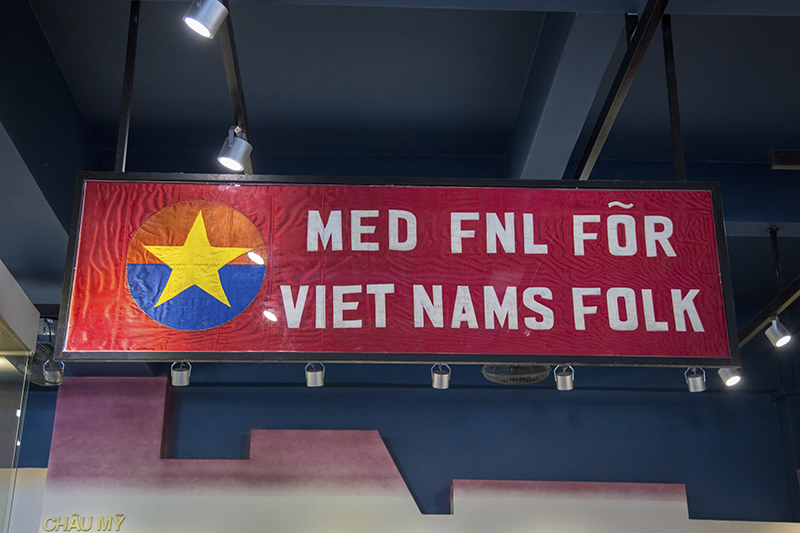 MED FNL FÕR
VIET NAMS FOLK
CHÂU MỸ